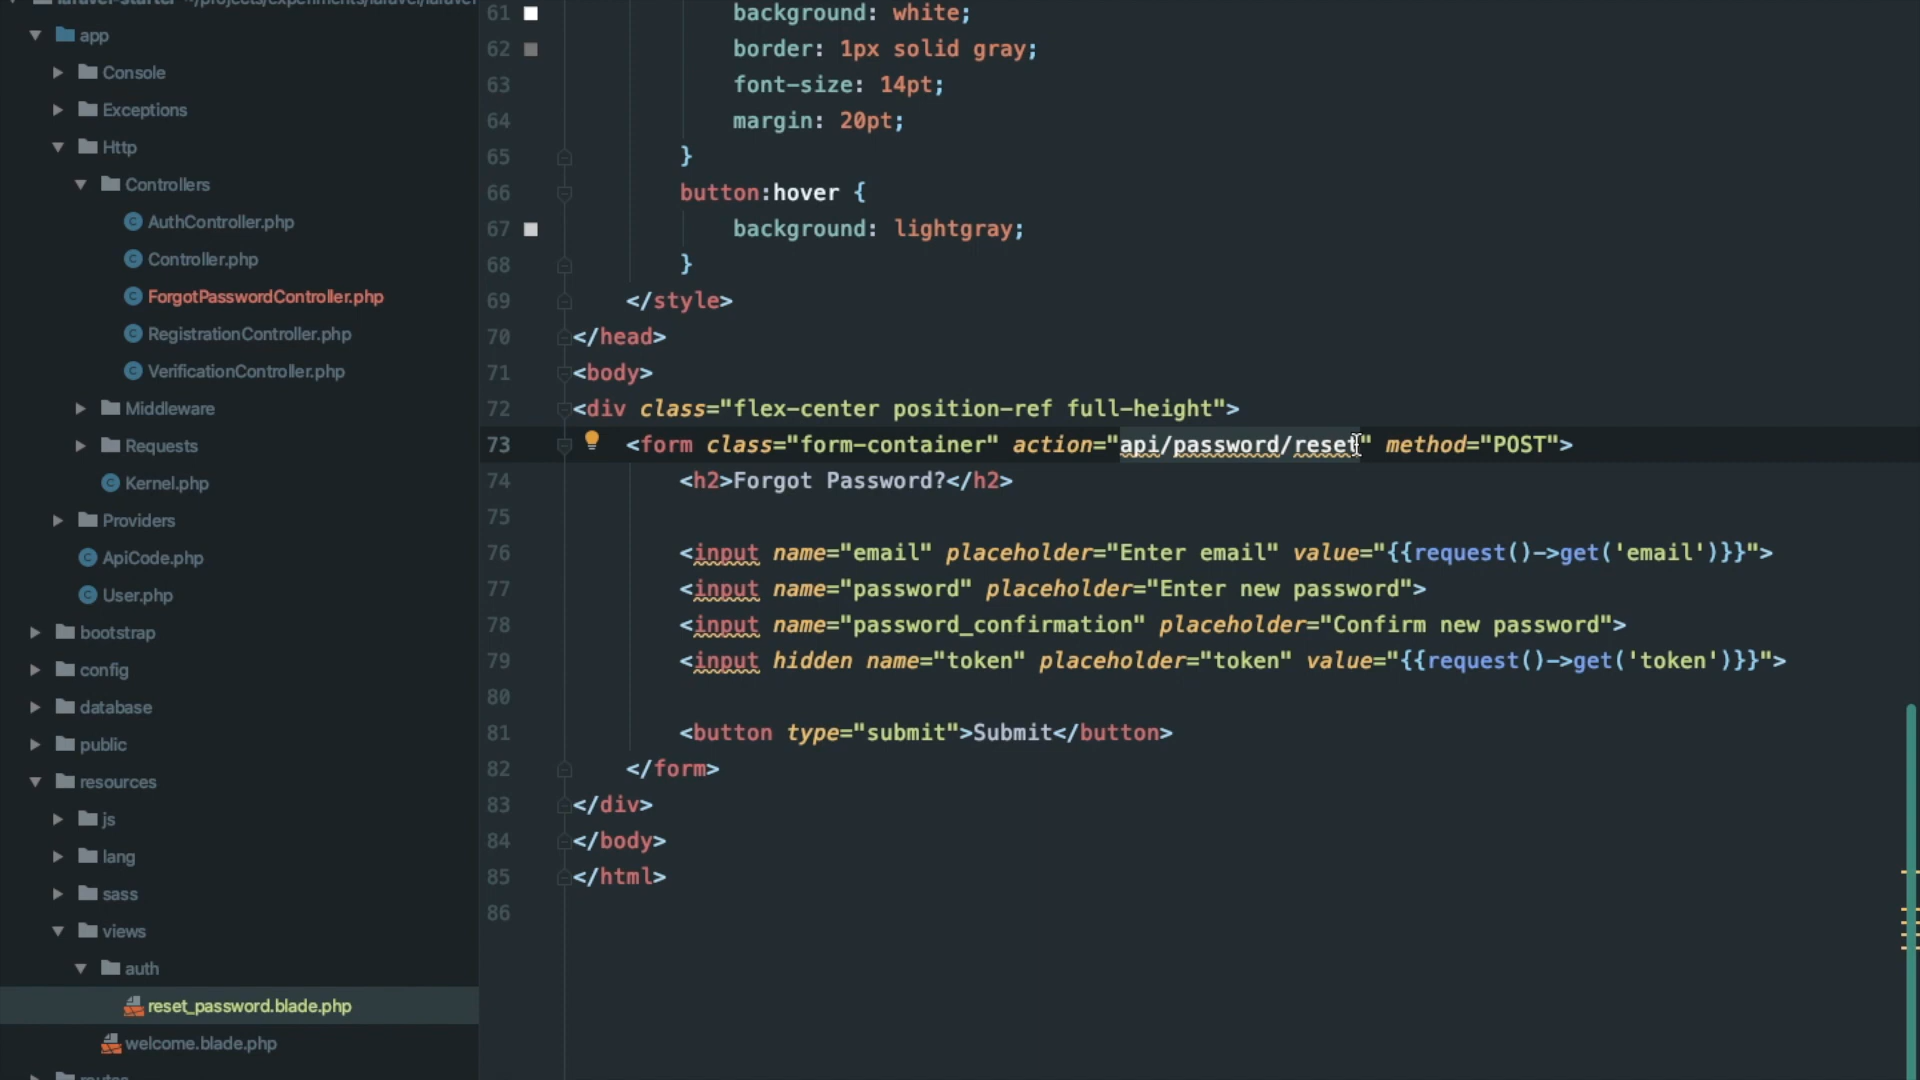 laravel-starter ~/projects/experiments/laravel/laravel
app
Console
Exceptions
Http
Controllers
AuthController.php
Controller.php
ForgotPasswordController.php
RegistrationController.php
VerificationController.php
Middleware
Requests
Kernel.php
Providers
ApiCode.php
User.php
bootstrap
config
database
public
resources
js
lang
sass
views
auth
reset_password.blade.php
welcome.blade.php
routes
61 background: white;
62 border: 1px solid gray;
63 font-size: 14pt;
64 margin: 20pt;
65 }
66 button:hover {
67 background: lightgray;
68 }
69 </style>
70 </head>
71 <body>
72 <div class="flex-center position-ref full-height">
73 <form class="form-container" action="api/password/reset" method="POST">
74 <h2>Forgot Password?</h2>
75
76 <input name="email" placeholder="Enter email" value="{{request()->get('email')}}">
77 <input name="password" placeholder="Enter new password">
78 <input name="password_confirmation" placeholder="Confirm new password">
79 <input hidden name="token" placeholder="token" value="{{request()->get('token')}}">
80
81 <button type="submit">Submit</button>
82 </form>
83 </div>
84 </body>
85 </html>
86